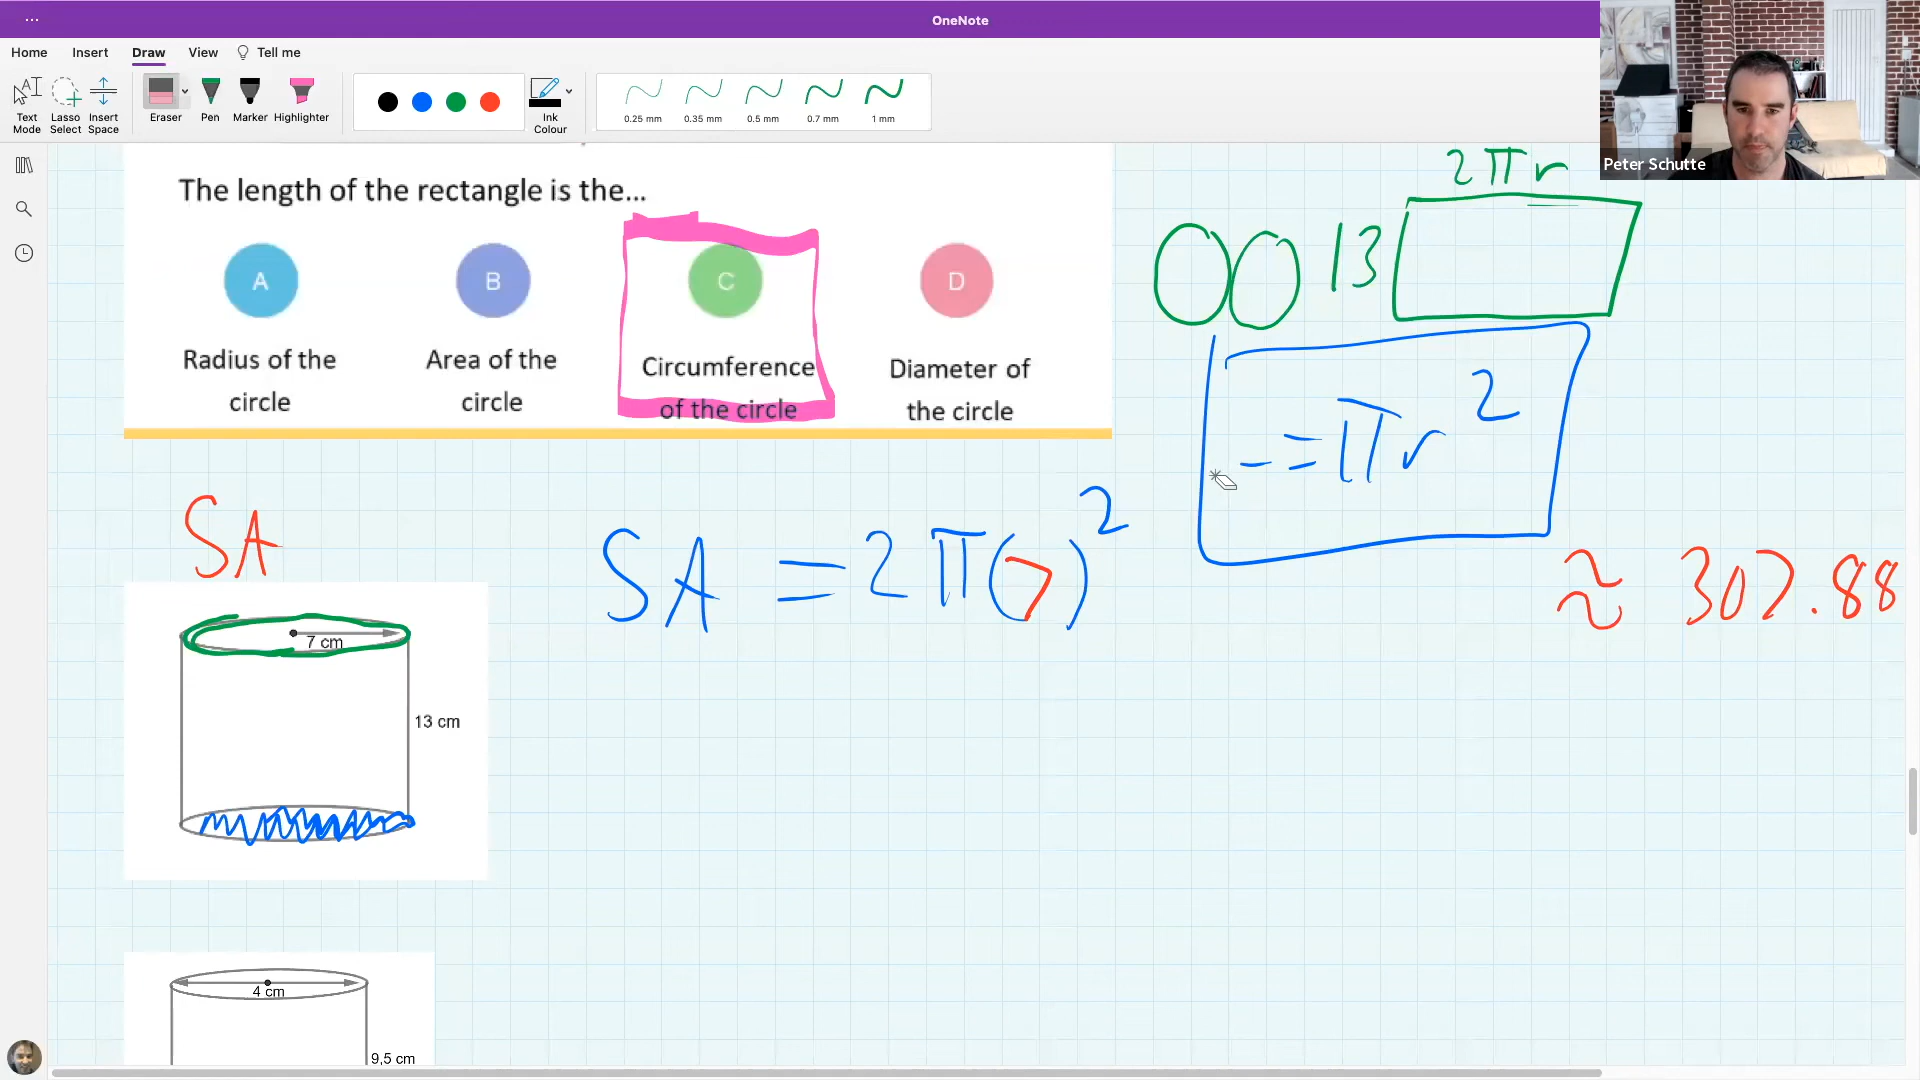 OneNote
Home Insert Draw View Tell me
Text Mode
Lasso Select
Insert Space
Eraser
Pen
Marker
Highlighter
Ink Colour
0.25 mm
0.35 mm
0.5 mm
0.7 mm
1 mm
Peter Schutte
The length of the rectangle is the...
A
Radius of the
circle
B
Area of the
circle
C
Circumference
of the circle
D
Diameter of
the circle
2πr
13
= πr²
SA
SA = 2π(7)²
≈ 307.88
7 cm
13 cm
4 cm
9,5 cm